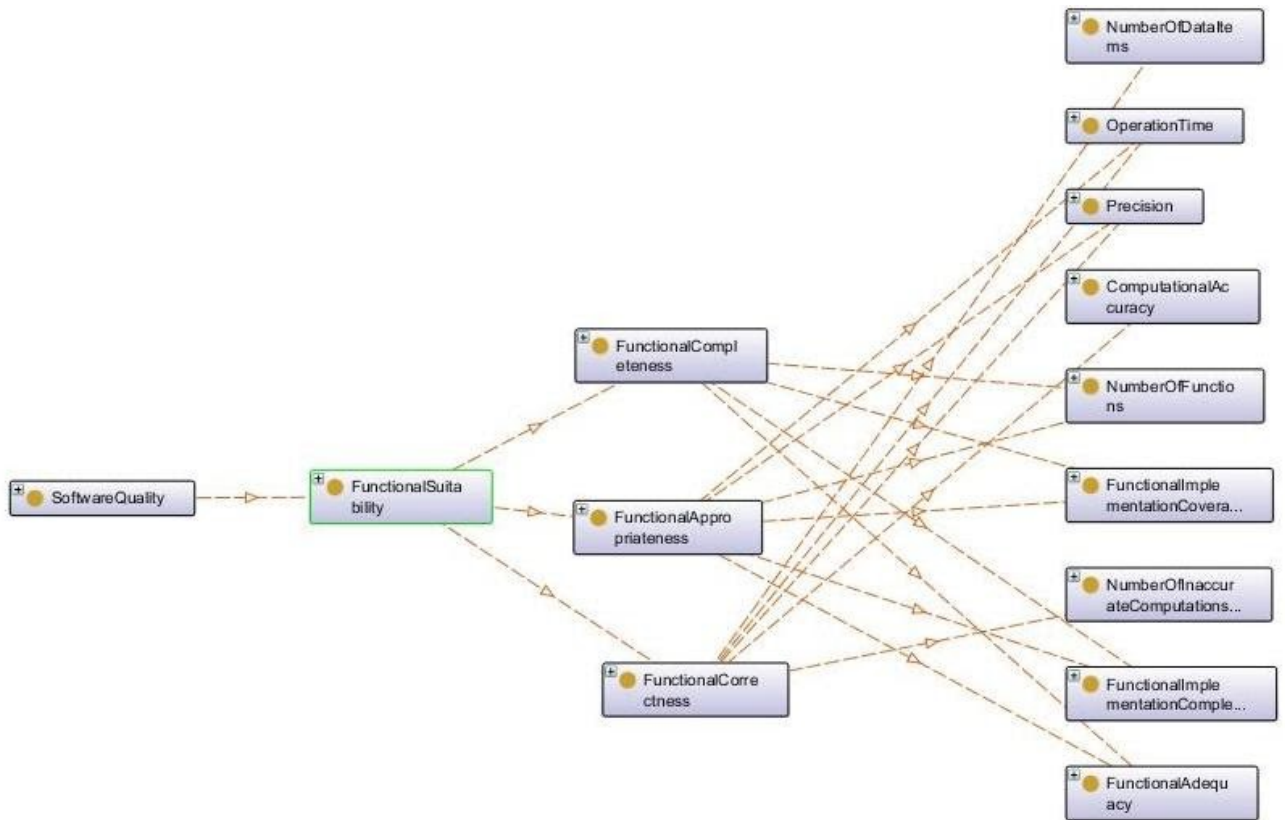 NumberOfDataIte
ms
OperationTime
Precision
ComputationalAc
curacy
FunctionalCompl
eteness
NumberOfFunctio
ns
SoftwareQuality
FunctionalSuita
bility
FunctionalAppro
priateness
FunctionalImple
mentationCovera...
NumberOfInaccur
ateComputations...
FunctionalCorre
ctness
FunctionalImple
mentationComple...
FunctionalAdequ
acy